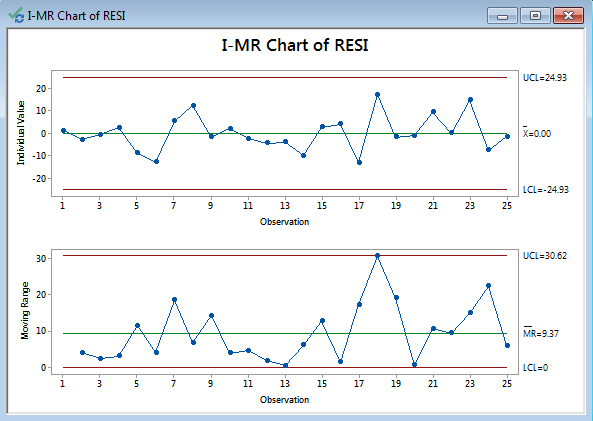 I-MR Chart of RESI
I-MR Chart of RESI
Individual Value
20
10
0
-10
-20
UCL=24.93
X̄=0.00
LCL=-24.93
1 3 5 7 9 11 13 15 17 19 21 23 25
Observation
Moving Range
30
20
10
0
UCL=30.62
M̅R̅=9.37
LCL=0
1 3 5 7 9 11 13 15 17 19 21 23 25
Observation